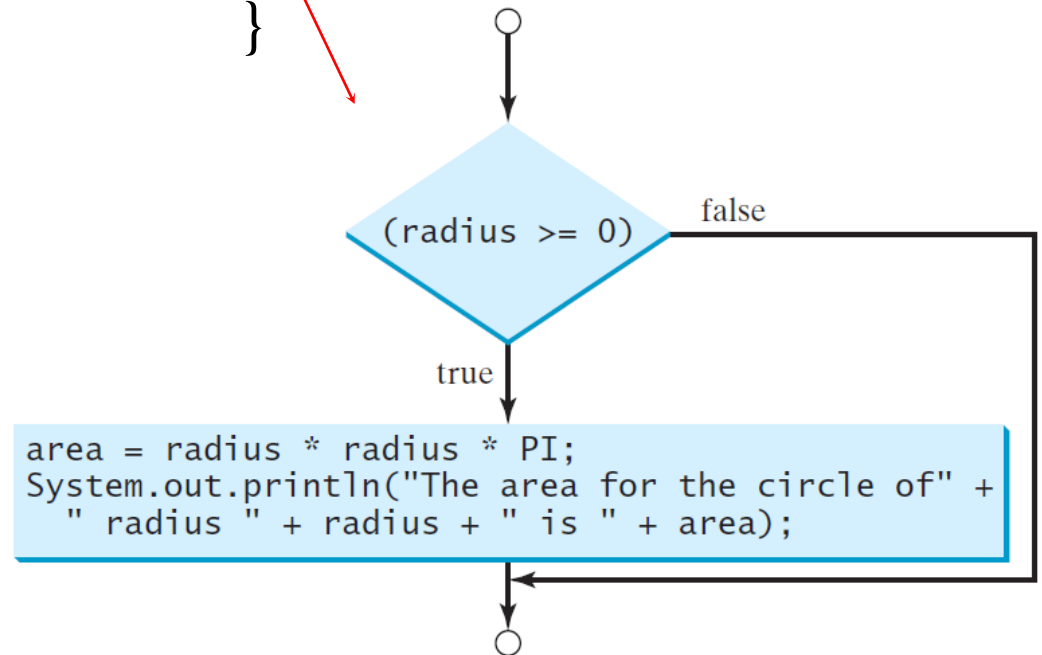 }
(radius >= 0)
false
true
area = radius * radius * PI;
System.out.println("The area for the circle of" +
  " radius " + radius + " is " + area);